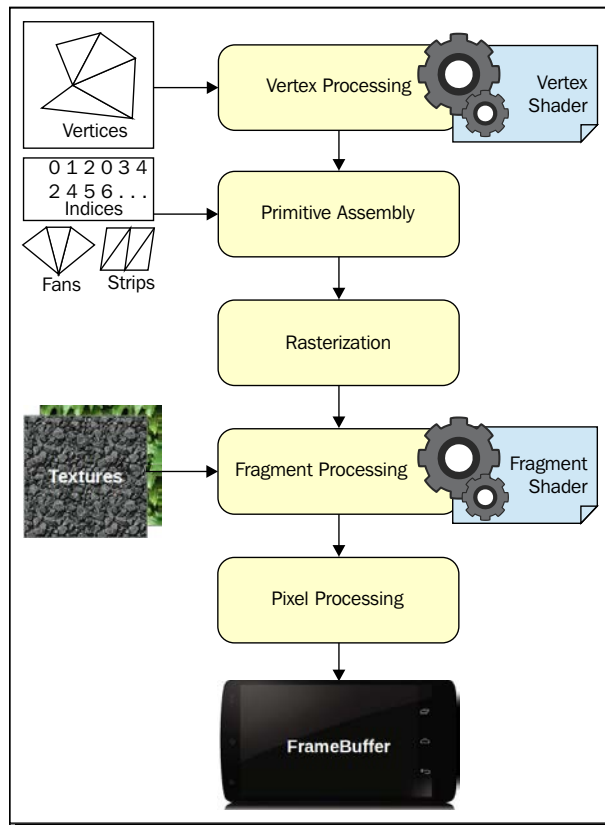 Vertices
Vertex Processing
Vertex
Shader
0 1 2 0 3 4
2 4 5 6 . . .
Indices
Primitive Assembly
Fans
Strips
Rasterization
Textures
Fragment Processing
Fragment
Shader
Pixel Processing
FrameBuffer